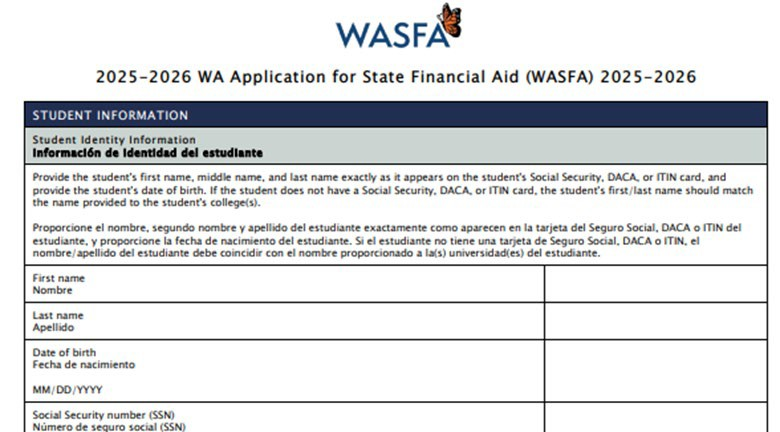 WASFA
2025-2026 WA Application for State Financial Aid (WASFA) 2025-2026
STUDENT INFORMATION
Student Identity Information
Información de identidad del estudiante
Provide the student's first name, middle name, and last name exactly as it appears on the student's Social Security, DACA, or ITIN card, and
provide the student's date of birth. If the student does not have a Social Security, DACA, or ITIN card, the student's first/last name should match
the name provided to the student's college(s).
Proporcione el nombre, segundo nombre y apellido del estudiante exactamente como aparecen en la tarjeta del Seguro Social, DACA o ITIN del
estudiante, y proporcione la fecha de nacimiento del estudiante. Si el estudiante no tiene una tarjeta de Seguro Social, DACA o ITIN, el
nombre/apellido del estudiante debe coincidir con el nombre proporcionado a la(s) universidad(es) del estudiante.
First name
Nombre
Last name
Apellido
Date of birth
Fecha de nacimiento
MM/DD/YYYY
Social Security number (SSN)
Número de seguro social (SSN)